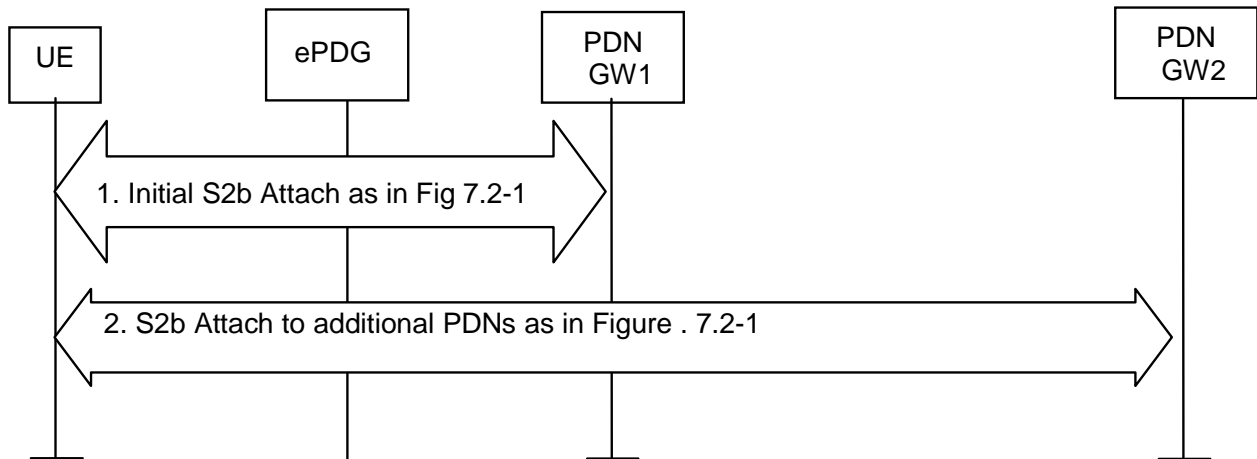 UE
ePDG
PDN
GW1
PDN
GW2
1. Initial S2b Attach as in Fig 7.2-1
2. S2b Attach to additional PDNs as in Figure . 7.2-1